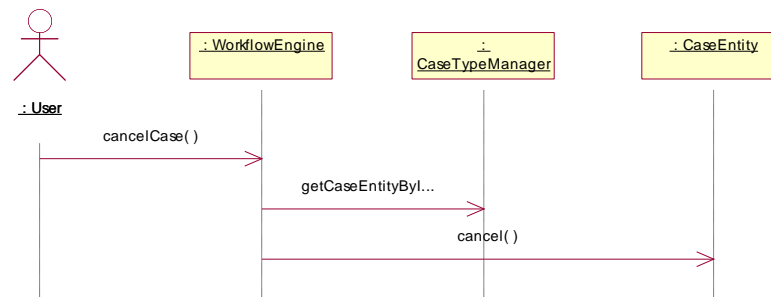 : WorkflowEngine
:
CaseTypeManager
: CaseEntity
: User
cancelCase( )
getCaseEntityByI...
cancel( )